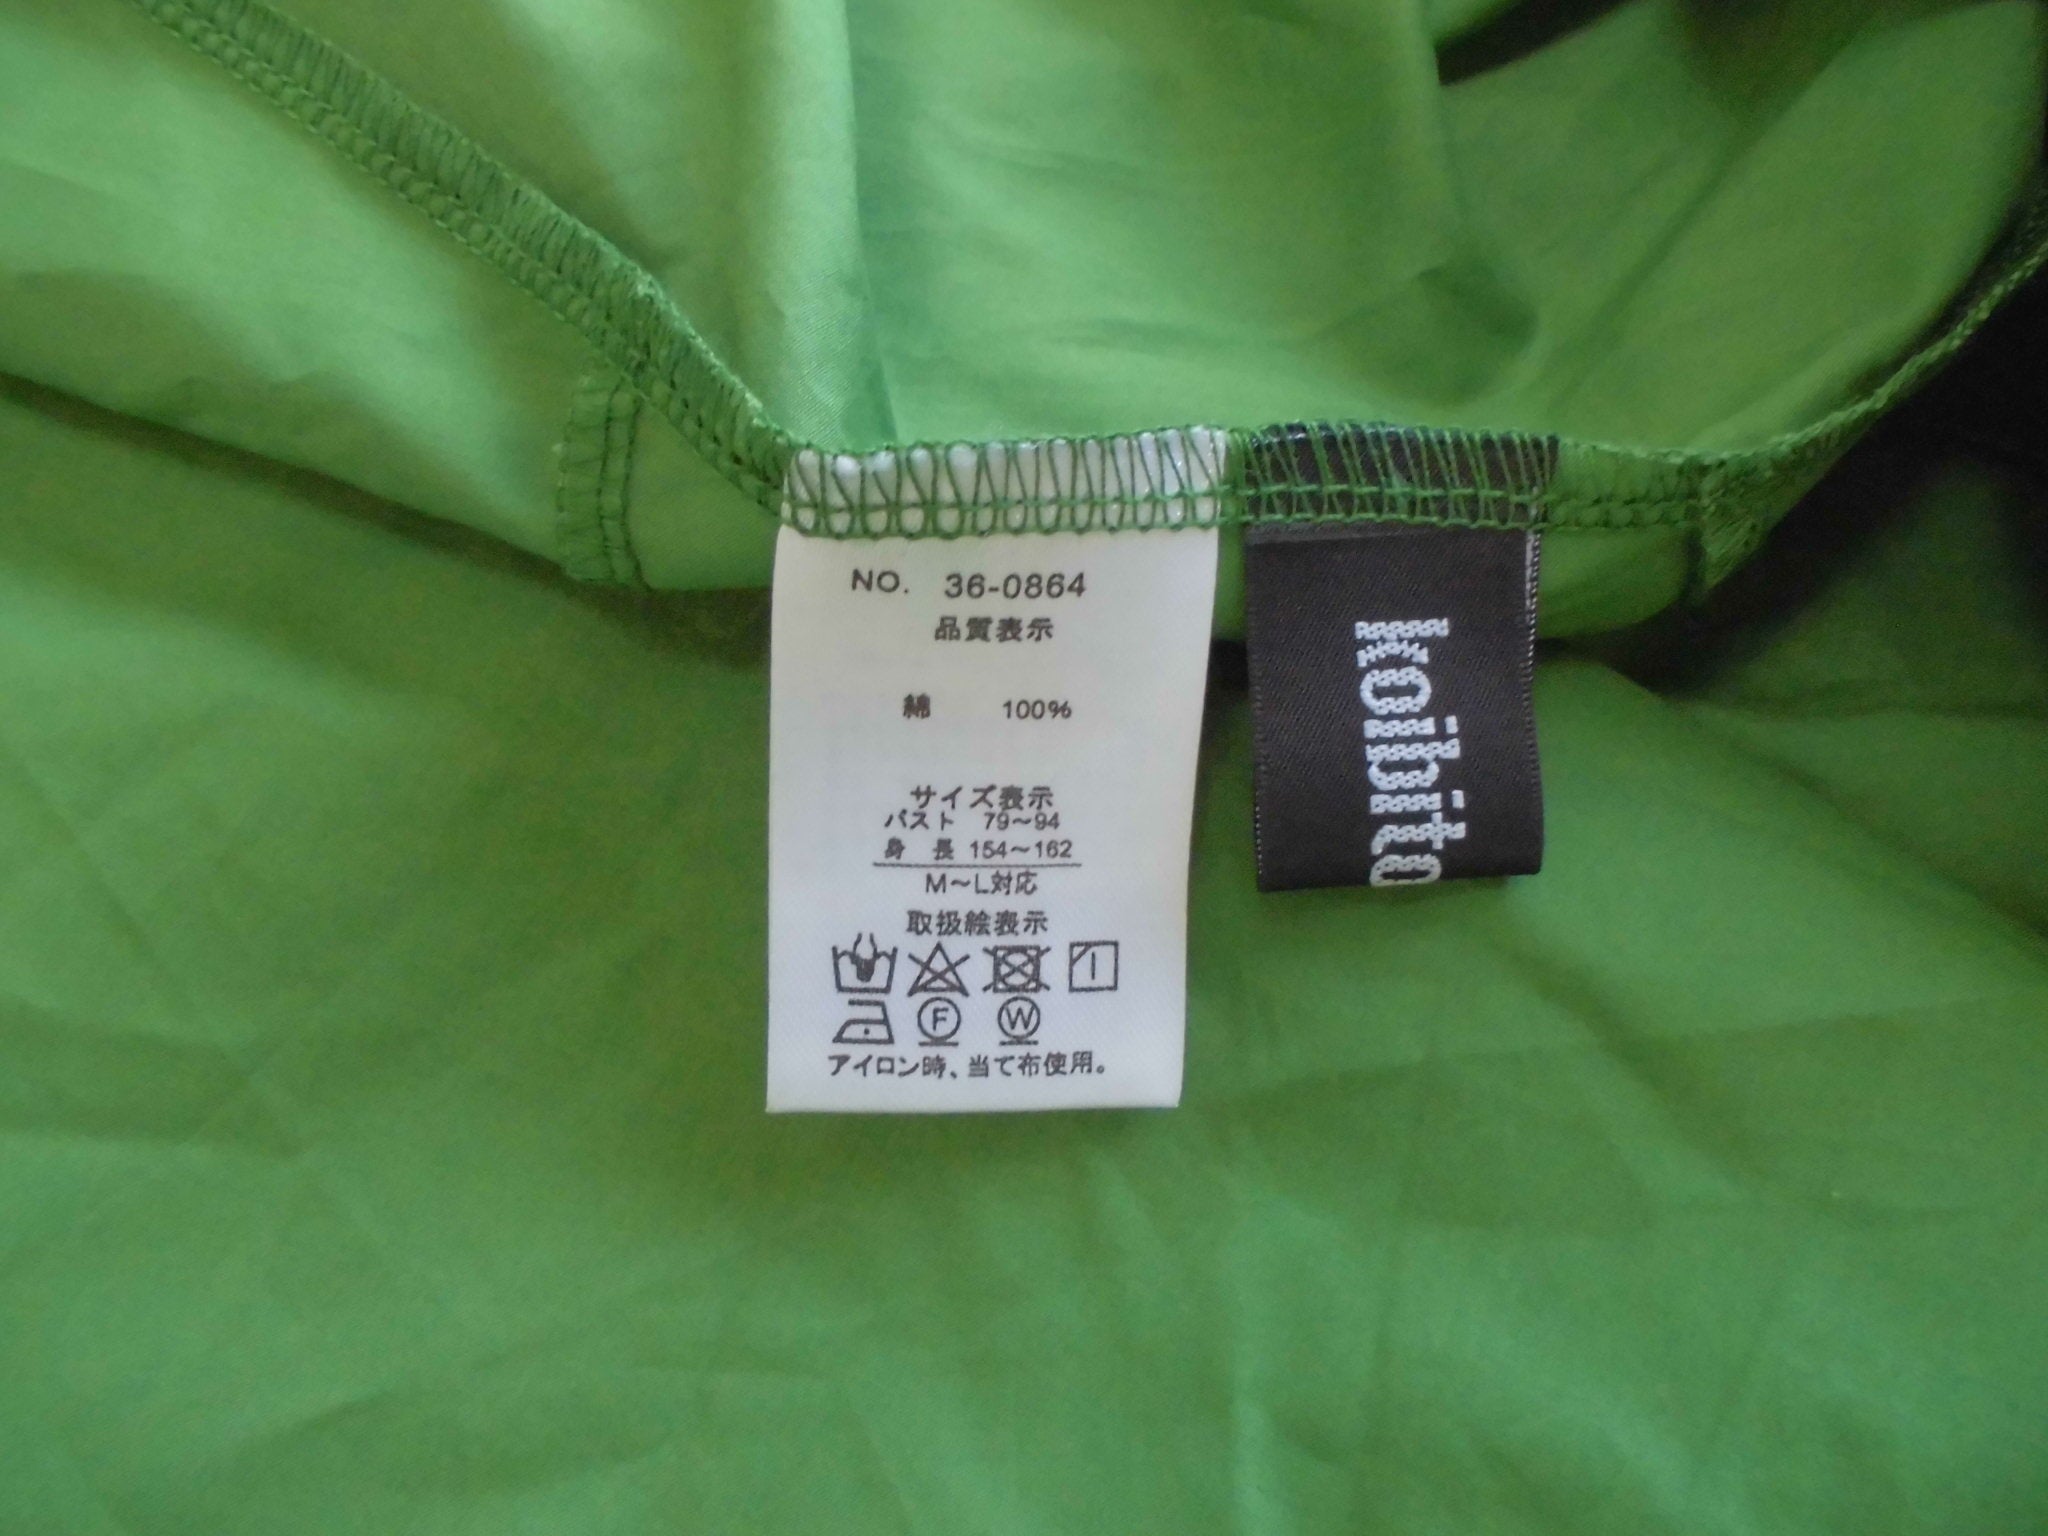 NO. 36-0864
品質表示
綿 100%
サイズ表示
バスト 79～94
身 長 154～162
M～L対応
取扱絵表示
F W
アイロン時、当て布使用。
koibito